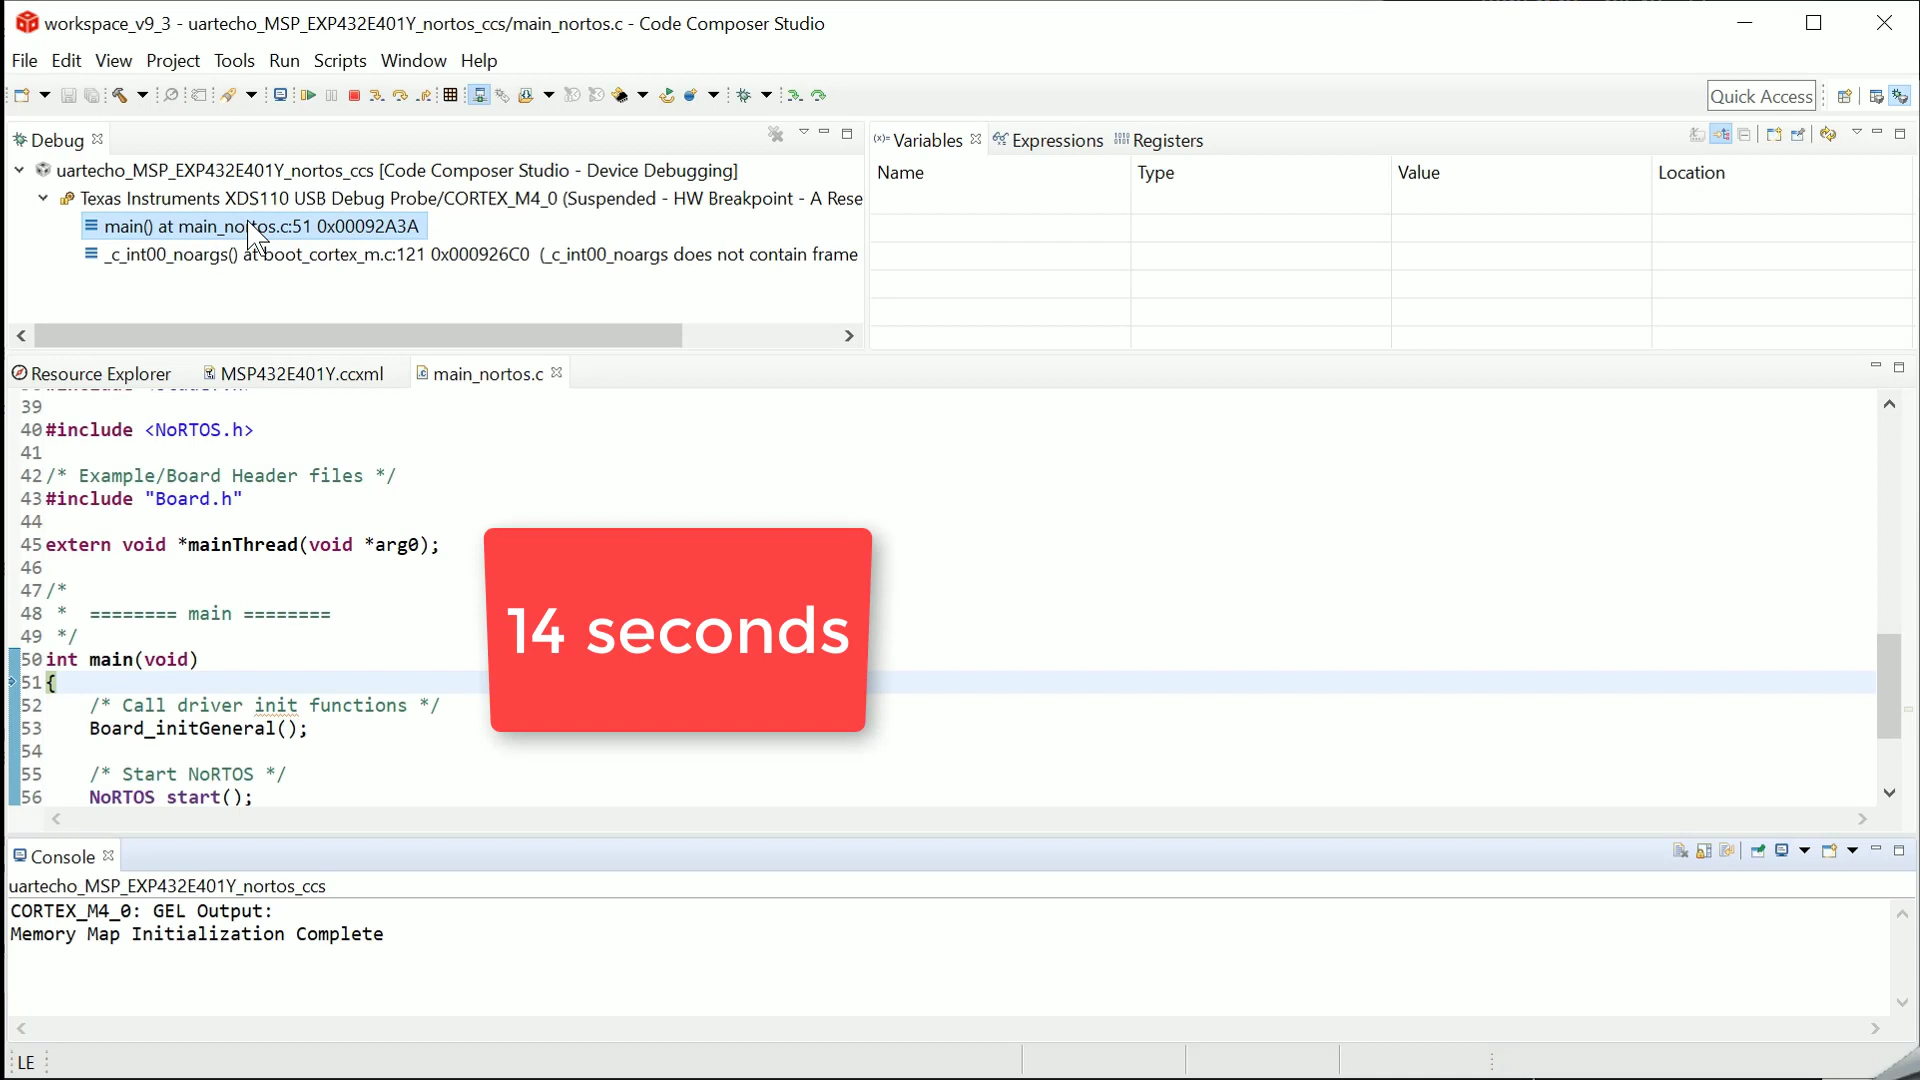 workspace_v9_3 - uartecho_MSP_EXP432E401Y_nortos_ccs/main_nortos.c - Code Composer Studio
File Edit View Project Tools Run Scripts Window Help
Quick Access
Debug
uartecho_MSP_EXP432E401Y_nortos_ccs [Code Composer Studio - Device Debugging]
Texas Instruments XDS110 USB Debug Probe/CORTEX_M4_0 (Suspended - HW Breakpoint - A Rese
main() at main_nortos.c:51 0x00092A3A
_c_int00_noargs() at boot_cortex_m.c:121 0x000926C0 (_c_int00_noargs does not contain frame
(x)= Variables Expressions Registers
Name Type Value Location
Resource Explorer MSP432E401Y.ccxml main_nortos.c
39
40 #include <NoRTOS.h>
41
42 /* Example/Board Header files */
43 #include "Board.h"
44
45 extern void *mainThread(void *arg0);
46
47 /*
48 * ======== main ========
49 */
50 int main(void)
51 {
52 /* Call driver init functions */
53 Board_initGeneral();
54
55 /* Start NoRTOS */
56 NoRTOS_start();
14 seconds
Console
uartecho_MSP_EXP432E401Y_nortos_ccs
CORTEX_M4_0: GEL Output:
Memory Map Initialization Complete
LE